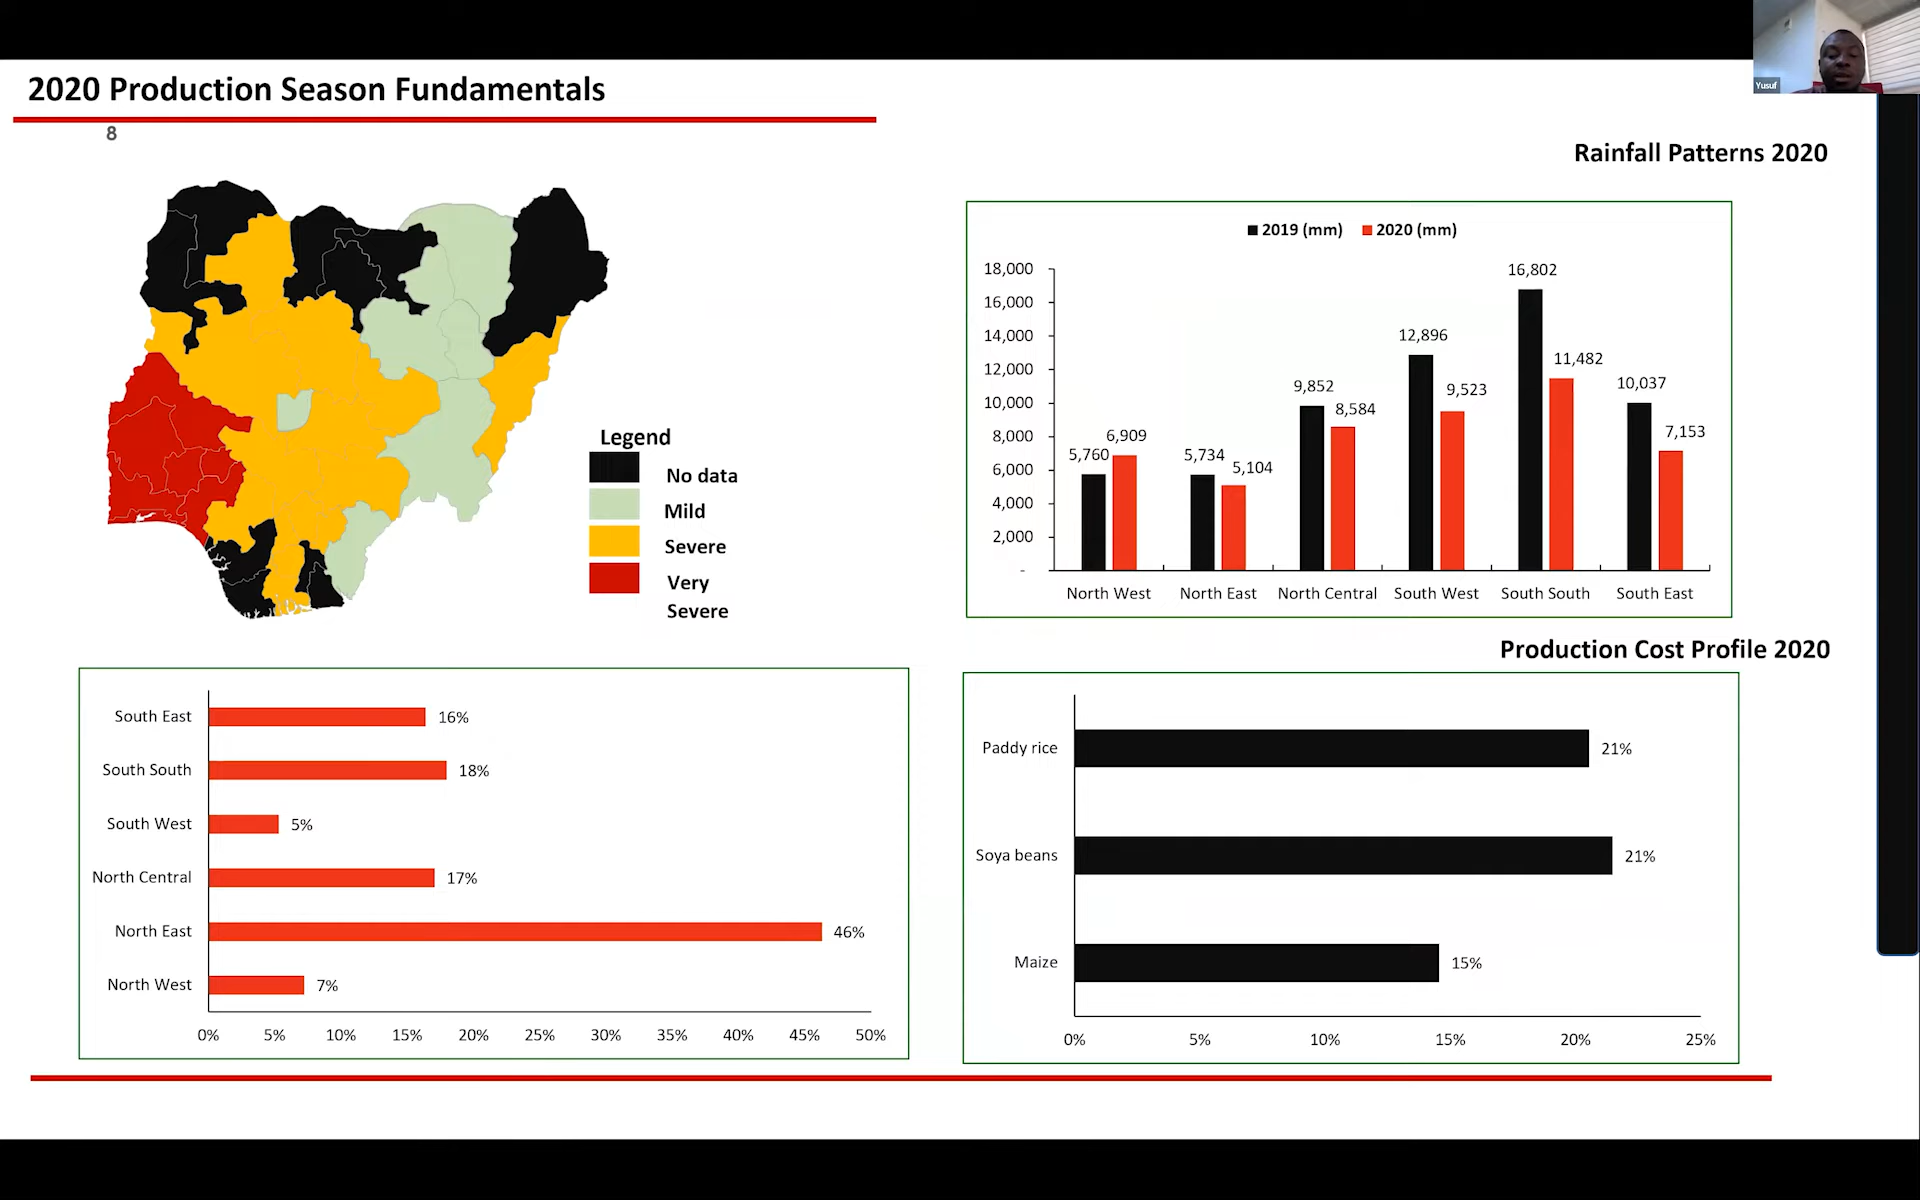 Yusuf
2020 Production Season Fundamentals
8
Legend
No data
Mild
Severe
Very
Severe
Rainfall Patterns 2020
2019 (mm) 2020 (mm)
18,000
16,000
14,000
12,000
10,000
8,000
6,000
4,000
2,000
-
5,760 6,909
5,734 5,104
9,852 8,584
12,896 9,523
16,802 11,482
10,037 7,153
North West North East North Central South West South South South East
South East 16%
South South 18%
South West 5%
North Central 17%
North East 46%
North West 7%
0% 5% 10% 15% 20% 25% 30% 35% 40% 45% 50%
Production Cost Profile 2020
Paddy rice 21%
Soya beans 21%
Maize 15%
0% 5% 10% 15% 20% 25%